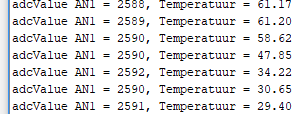 adcValue AN1 = 2588, Temperatuur = 61.17
adcValue AN1 = 2589, Temperatuur = 61.20
adcValue AN1 = 2590, Temperatuur = 58.62
adcValue AN1 = 2590, Temperatuur = 47.85
adcValue AN1 = 2592, Temperatuur = 34.22
adcValue AN1 = 2590, Temperatuur = 30.65
adcValue AN1 = 2591, Temperatuur = 29.40